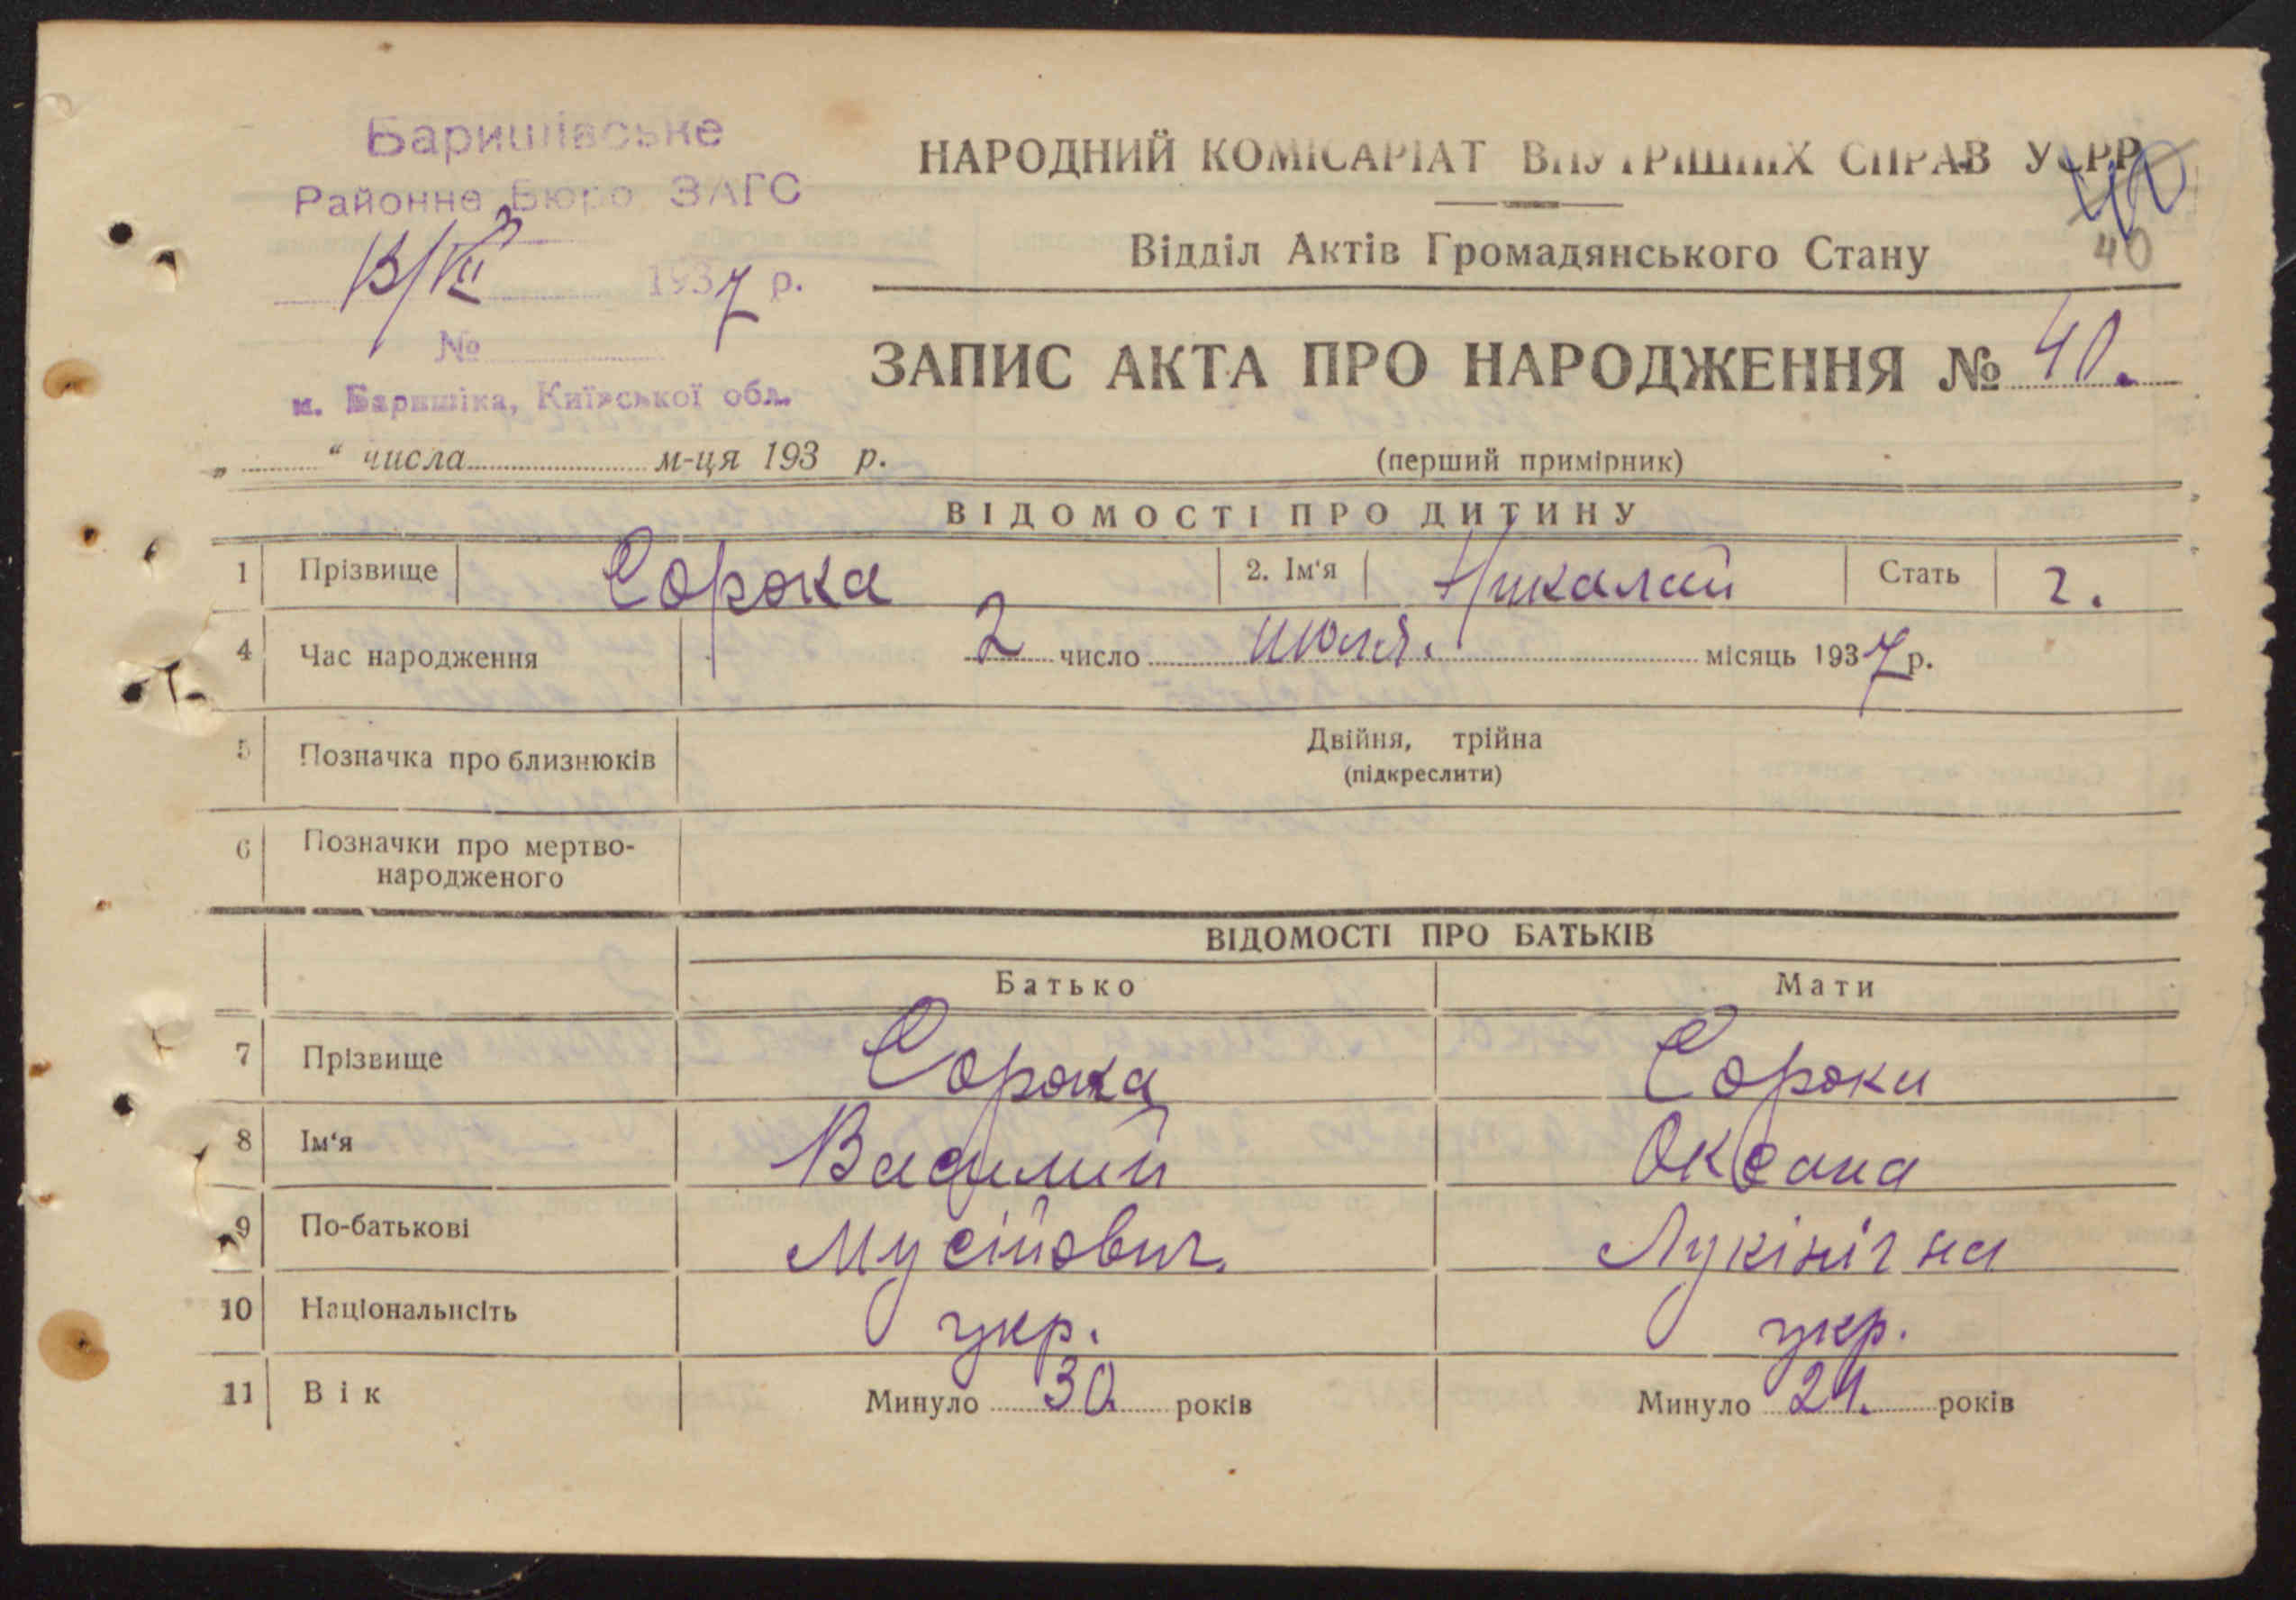 Баришівське
Районне Бюро ЗАГС
13/VII 1937 р.
№
м. Баришівка, Київської обл.
НАРОДНИЙ КОМІСАРІАТ ВНУТРІШНІХ СПРАВ УСРР
40
40
Відділ Актів Громадянського Стану
ЗАПИС АКТА ПРО НАРОДЖЕННЯ № 40.
„ “ числа м-ця 193 р.
(перший примірник)
ВІДОМОСТІ ПРО ДИТИНУ
1 Прізвище Сорока 2. Ім‘я Николай Стать ч.
4 Час народження 2 число июля. місяць 1937 р.
5 Позначка про близнюків Двійня, трійна
(підкреслити)
6 Позначки про мертво-
народженого
ВІДОМОСТІ ПРО БАТЬКІВ
Батько Мати
7 Прізвище Сорока Сороки
8 Ім‘я Василий Оксана
9 По-батькові Мусійович. Лукінічна
10 Національність укр. укр.
11 Вік Минуло 30. років Минуло років